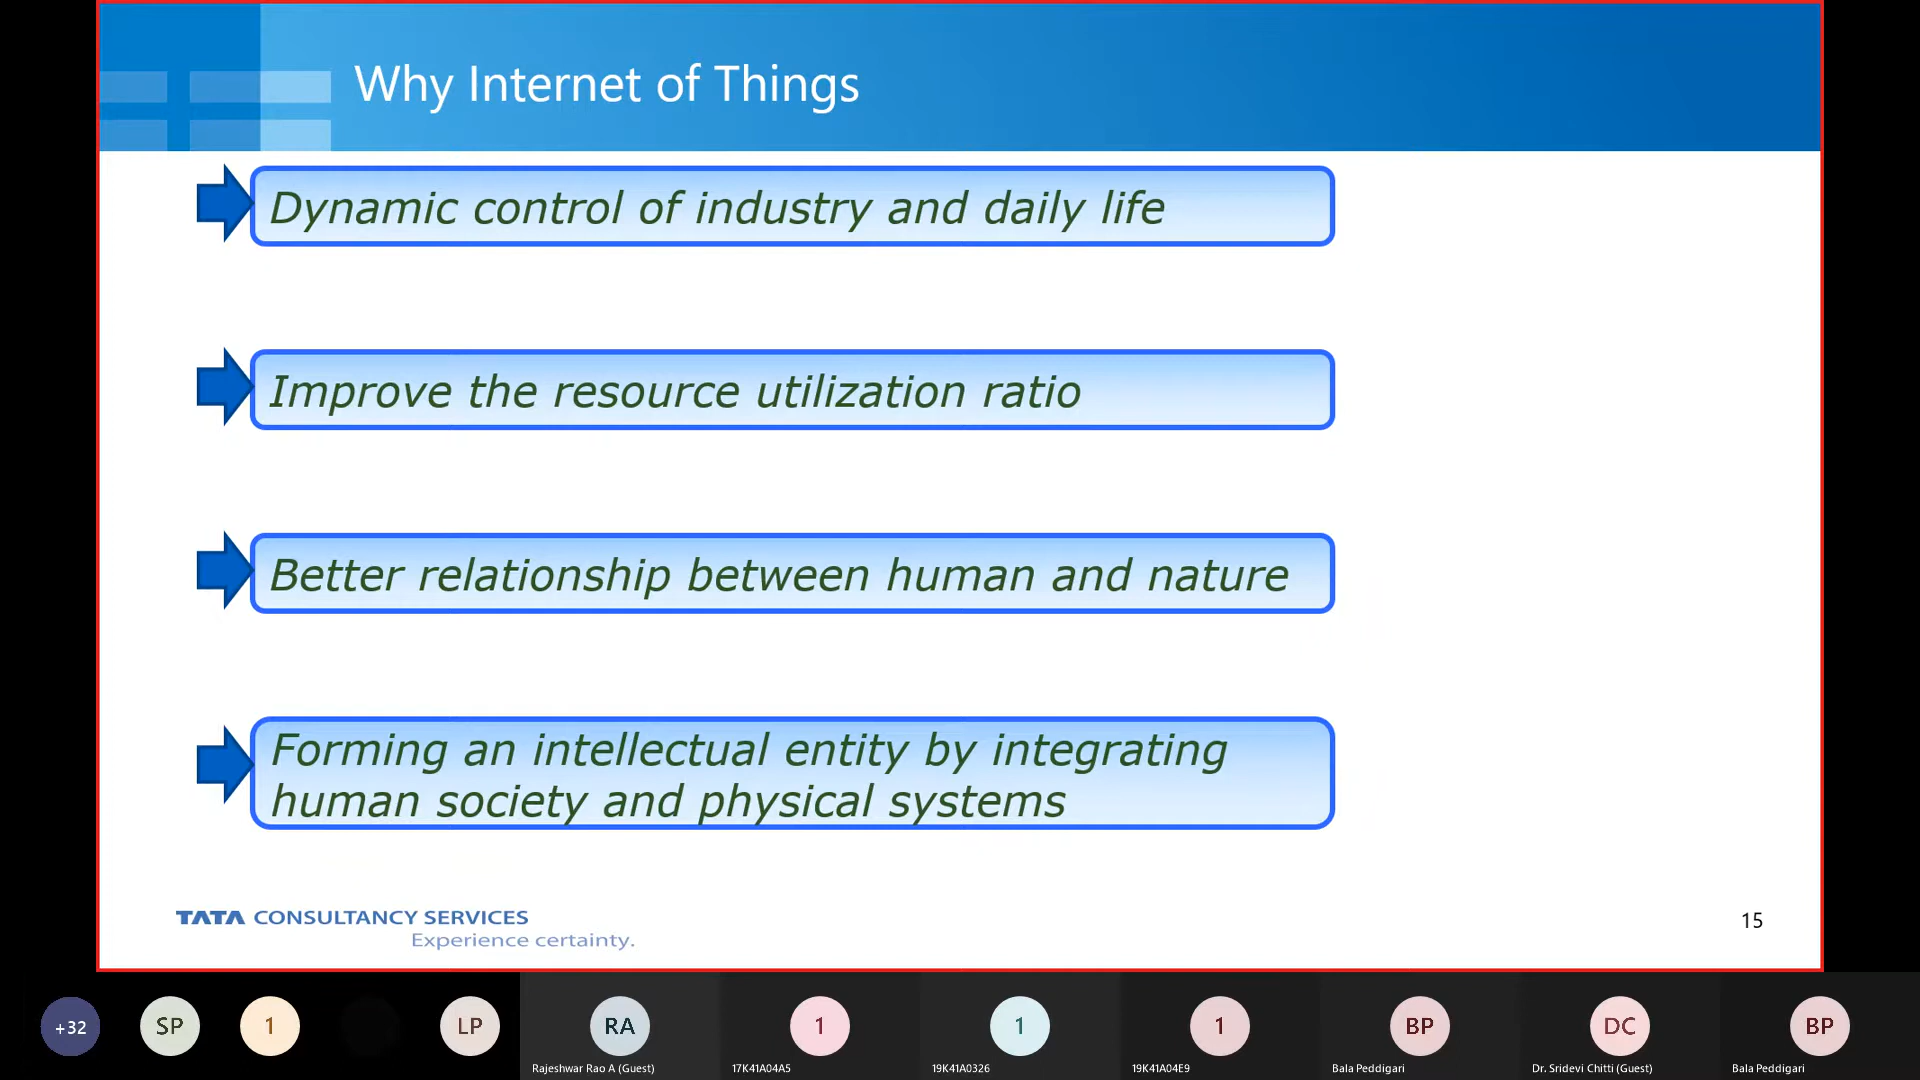 Why Internet of Things
Dynamic control of industry and daily life
Improve the resource utilization ratio
Better relationship between human and nature
Forming an intellectual entity by integrating
human society and physical systems
TATA CONSULTANCY SERVICES
Experience certainty.
15
+32
SP
1
LP
RA
1
1
1
BP
DC
BP
Rajeshwar Rao A (Guest)
17K41A04A5
19K41A0326
19K41A04E9
Bala Peddigari
Dr. Sridevi Chitti (Guest)
Bala Peddigari